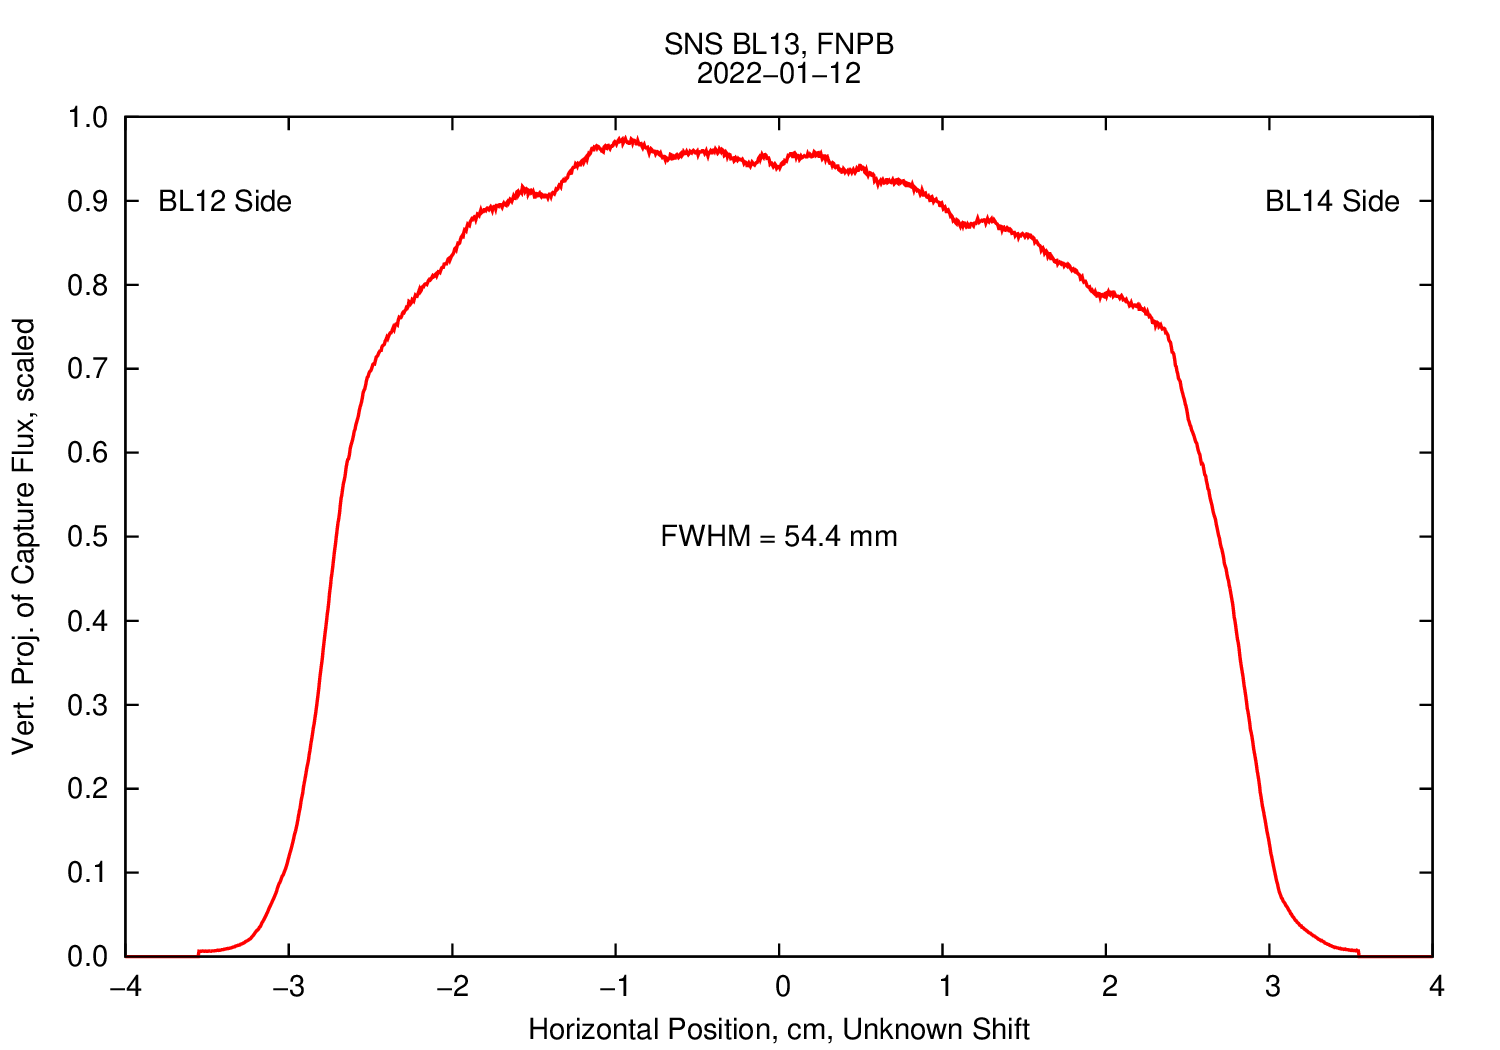 SNS BL13, FNPB
2022−01−12
1.0
0.9
0.8
0.7
0.6
0.5
0.4
0.3
0.2
0.1
0.0
Vert. Proj. of Capture Flux, scaled
BL12 Side
BL14 Side
FWHM = 54.4 mm
−4 −3 −2 −1 0 1 2 3 4
Horizontal Position, cm, Unknown Shift